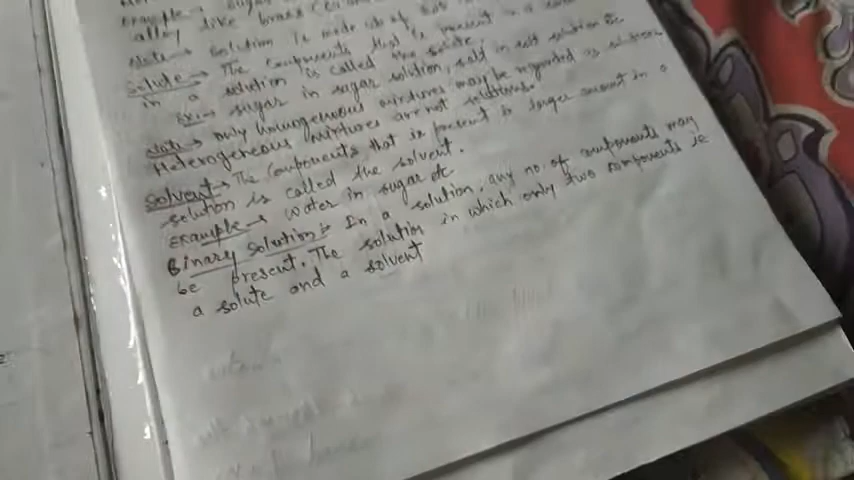 Example → Sugar
alloy like brass
Note → Solution is made up of
Solute → The components that is present in a
in a solution is called the solute.
Ex:→ sugar in sugar solution, salt in salt solution etc
Note → only homogeneous mixtures may be regarded as solutions
Heterogeneous mixtures are not solutions.
Solvent → The components that is present in larger amount in a
solution is called the solvent.
Example → Water in sugar etc
Binary Solution :- In a solution, any no. of components may
be present. The solution in which only two components ie
a solute and a solvent